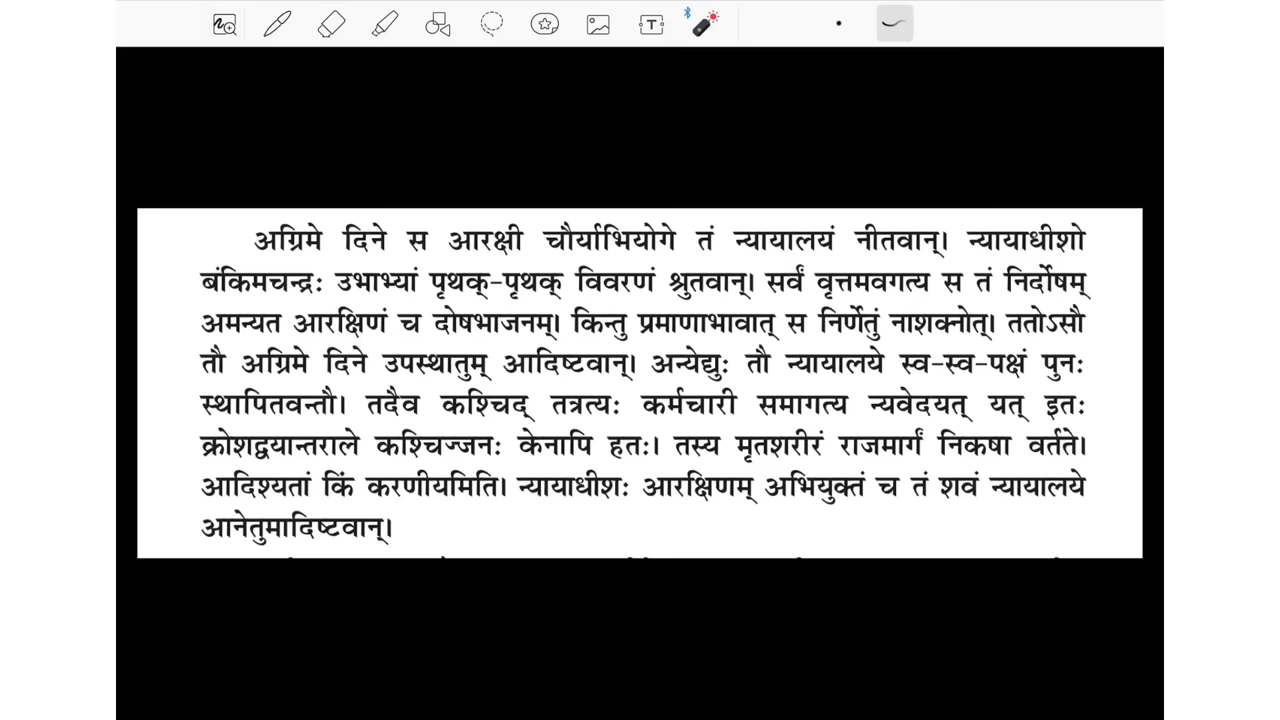 अग्रिमे दिने स आरक्षी चौर्याभियोगे तं न्यायालयं नीतवान्। न्यायाधीशो
बंकिमचन्द्रः उभाभ्यां पृथक्-पृथक् विवरणं श्रुतवान्। सर्वं वृत्तमवगत्य स तं निर्दोषम्
अमन्यत आरक्षिणं च दोषभाजनम्। किन्तु प्रमाणाभावात् स निर्णेतुं नाशक्नोत्। ततोऽसौ
तौ अग्रिमे दिने उपस्थातुम् आदिष्टवान्। अन्येद्युः तौ न्यायालये स्व-स्व-पक्षं पुनः
स्थापितवन्तौ। तदैव कश्चिद् तत्रत्यः कर्मचारी समागत्य न्यवेदयत् यत् इतः
क्रोशद्वयान्तराले कश्चिज्जनः केनापि हतः। तस्य मृतशरीरं राजमार्गं निकषा वर्तते।
आदिश्यतां किं करणीयमिति। न्यायाधीशः आरक्षिणम् अभियुक्तं च तं शवं न्यायालये
आनेतुमादिष्टवान्।